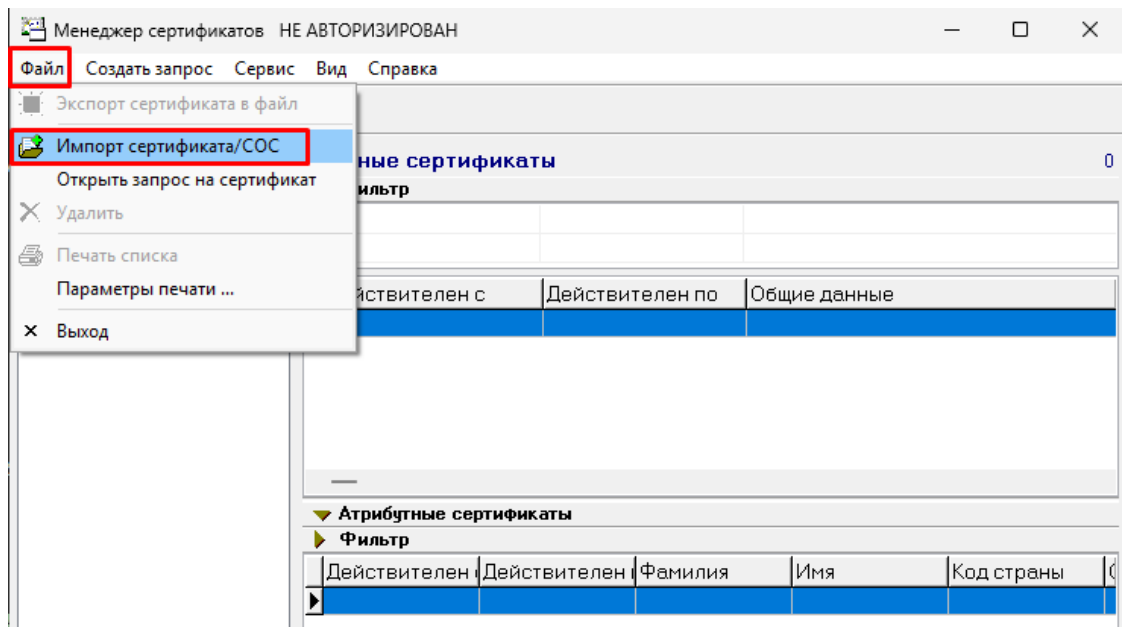 Менеджер сертификатов НЕ АВТОРИЗИРОВАН
Файл Создать запрос Сервис Вид Справка
Экспорт сертификата в файл
Импорт сертификата/СОС
Открыть запрос на сертификат
Удалить
Печать списка
Параметры печати ...
Выход
ные сертификаты 0
ильтр
йствителен с Действителен по Общие данные
Атрибутные сертификаты
Фильтр
Действителен Действителен Фамилия Имя Код страны